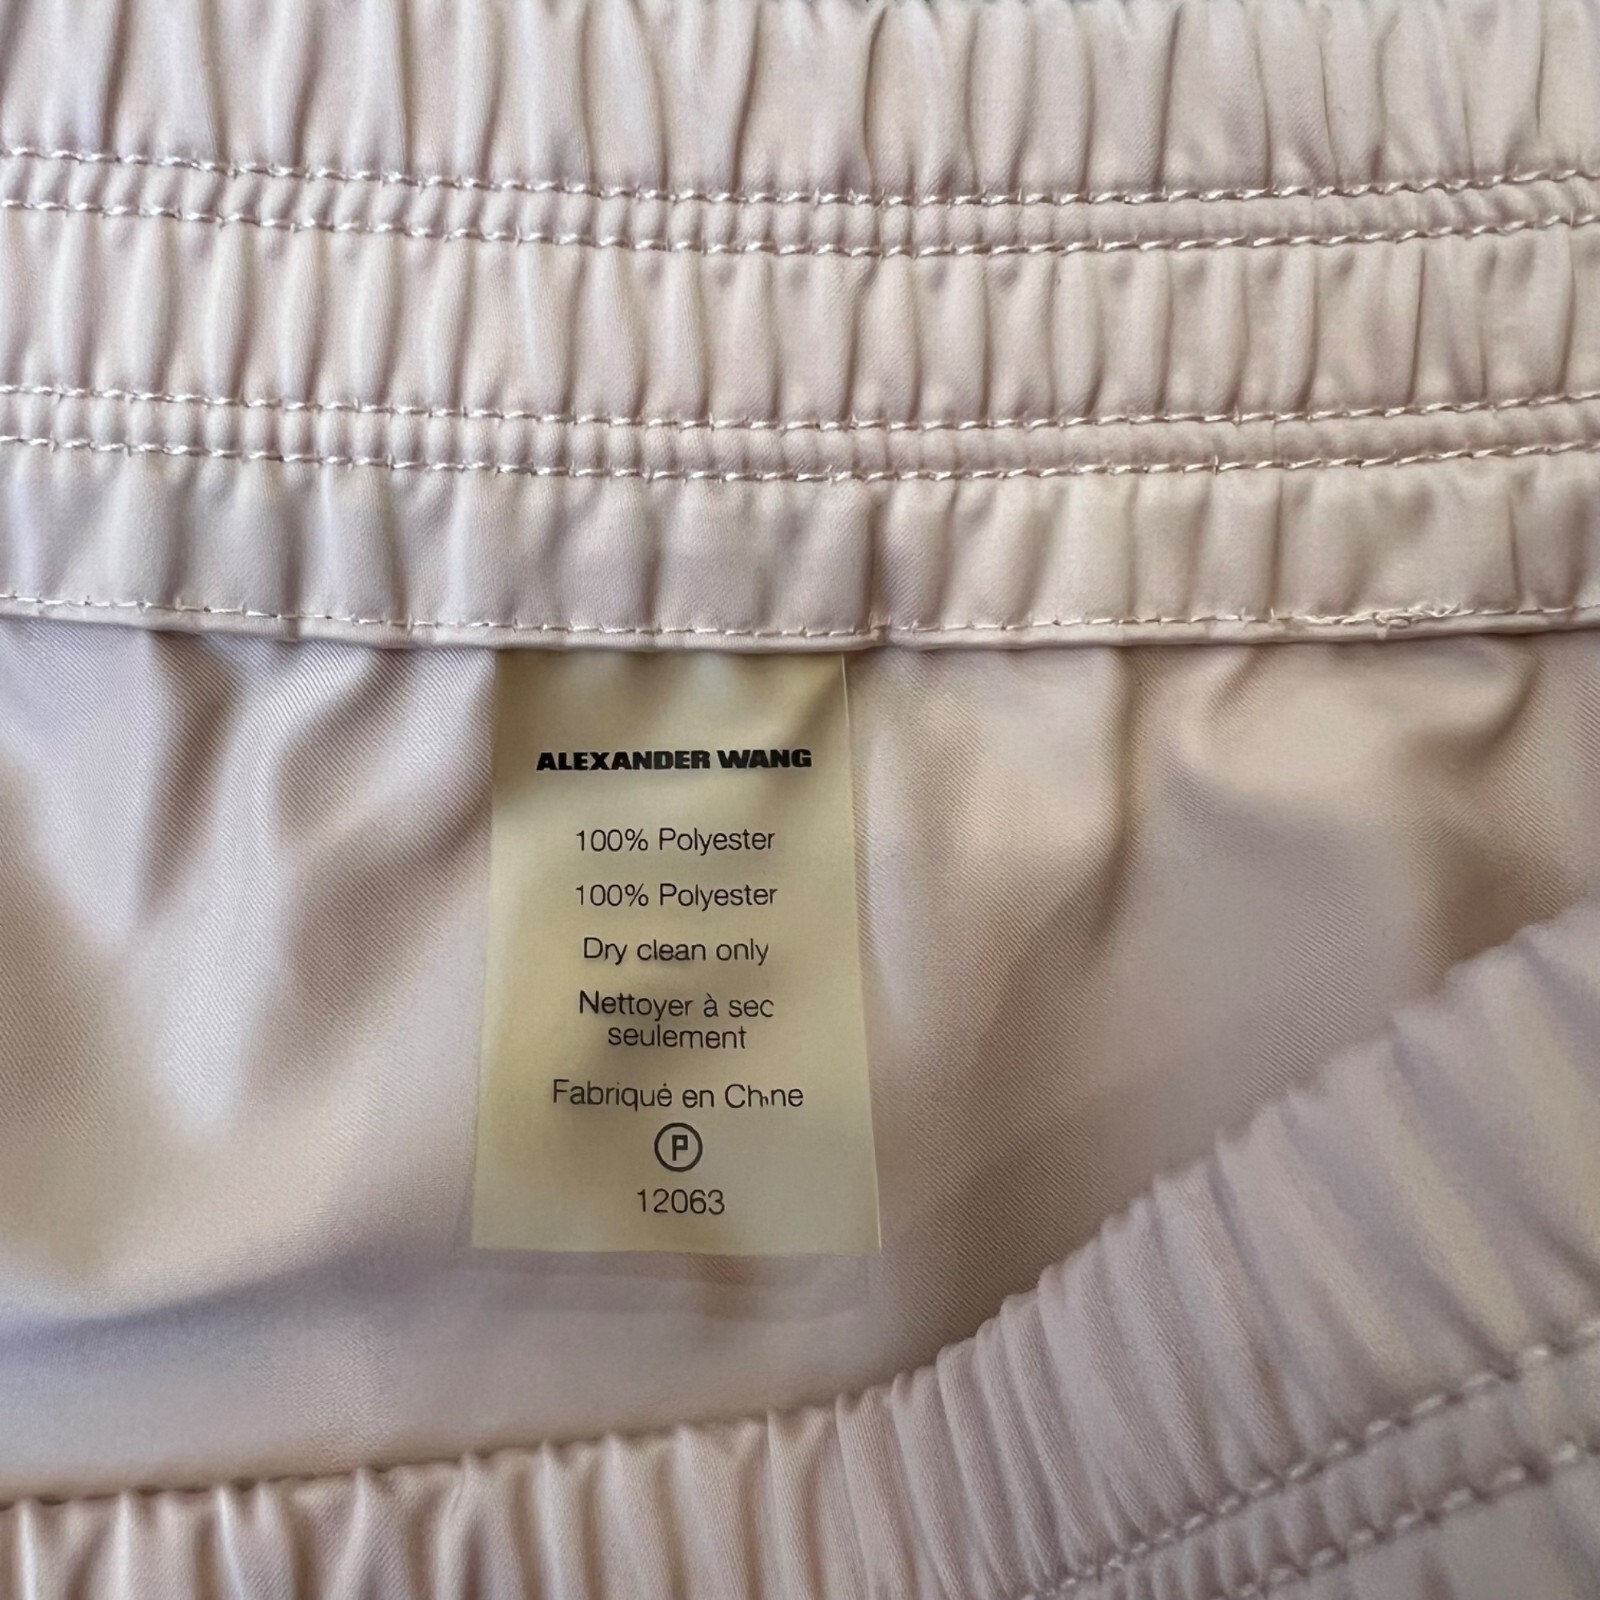 ALEXANDER WANG
100% Polyester
100% Polyester
Dry clean only
Nettoyer à sec
seulement
Fabriqué en Chine
P
12063